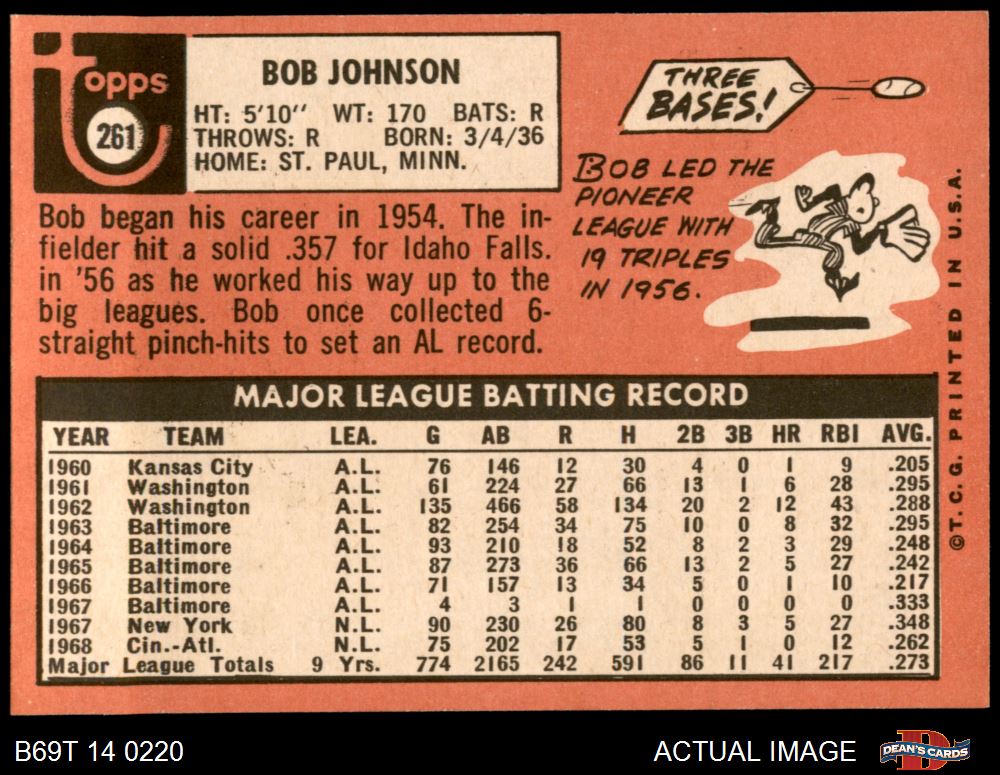 topps
261
BOB JOHNSON
HT: 5'10" WT: 170 BATS: R
THROWS: R BORN: 3/4/36
HOME: ST. PAUL, MINN.
Bob began his career in 1954. The in-
fielder hit a solid .357 for Idaho Falls.
in '56 as he worked his way up to the
big leagues. Bob once collected 6-
straight pinch-hits to set an AL record.
THREE
BASES!
BOB LED THE
PIONEER
LEAGUE WITH
19 TRIPLES
IN 1956.
©T.C.G. PRINTED IN U.S.A.
MAJOR LEAGUE BATTING RECORD
YEAR TEAM LEA. G AB R H 2B 3B HR RBI AVG.
1960 Kansas City A.L. 76 146 12 30 4 0 1 9 .205
1961 Washington A.L. 61 224 27 66 13 1 6 28 .295
1962 Washington A.L. 135 466 58 134 20 2 12 43 .288
1963 Baltimore A.L. 82 254 34 75 10 0 8 32 .295
1964 Baltimore A.L. 93 210 18 52 8 2 3 29 .248
1965 Baltimore A.L. 87 273 36 66 13 2 5 27 .242
1966 Baltimore A.L. 71 157 13 34 5 0 1 10 .217
1967 Baltimore A.L. 4 3 1 1 0 0 0 0 .333
1967 New York N.L. 90 230 26 80 8 3 5 27 .348
1968 Cin.-Atl. N.L. 75 202 17 53 5 1 0 12 .262
Major League Totals 9 Yrs. 774 2165 242 591 86 11 41 217 .273
B69T 14 0220
ACTUAL IMAGE
DEAN'S CARDS